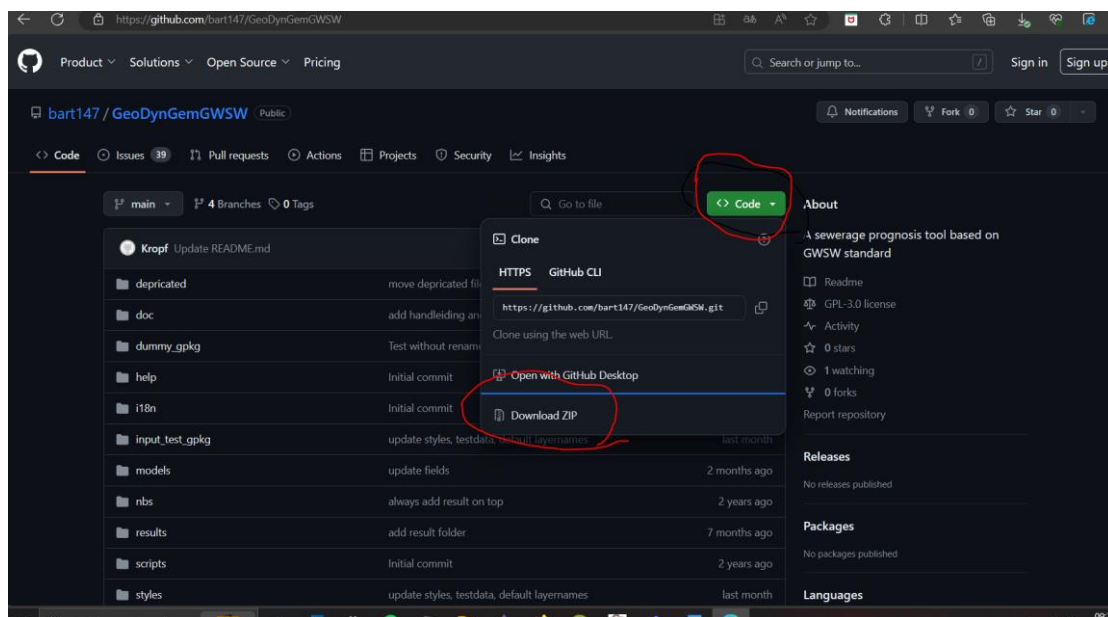 https://github.com/bart147/GeoDynGemGWSW
Product Solutions Open Source Pricing
Search or jump to...
/
Sign in
Sign up
bart147 / GeoDynGemGWSW Public
Notifications
Fork 0
Star 0
Code
Issues 39
Pull requests
Actions
Projects
Security
Insights
main
4 Branches
0 Tags
Go to file
Code
Kropf Update README.md
depricated move depricated
doc add handleiding
dummy_gpkg Test without
help Initial commit
i18n Initial commit
input_test_gpkg update styles, testdata, default layernames last month
models update fields 2 months ago
nbs always add result on top 2 years ago
results add result folder 7 months ago
scripts Initial commit 2 years ago
styles update styles, testdata, default layernames last month
Clone
HTTPS GitHub CLI
https://github.com/bart147/GeoDynGemGWSW.git
Clone using the web URL.
Open with GitHub Desktop
Download ZIP
About
A sewerage prognosis tool based on
GWSW standard
Readme
GPL-3.0 license
Activity
0 stars
1 watching
0 forks
Report repository
Releases
No releases published
Packages
No packages published
Languages